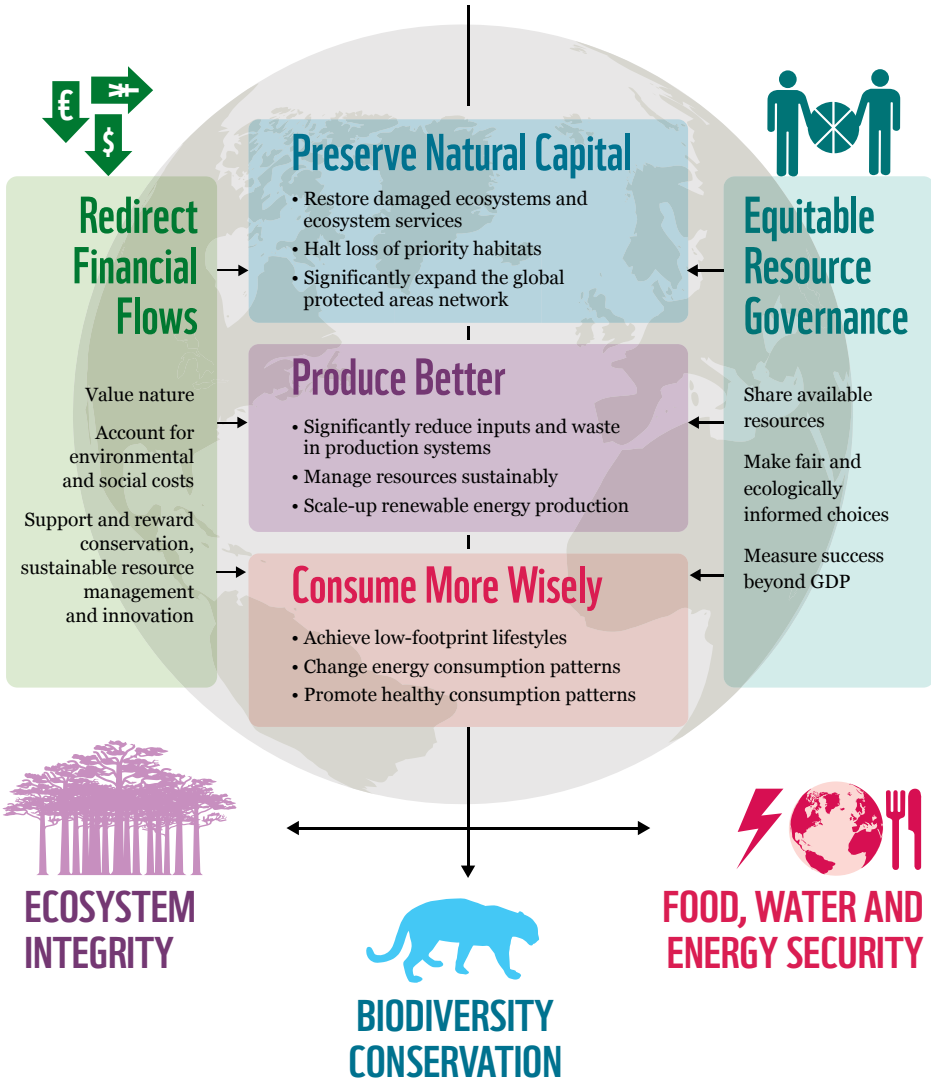 €
¥
$
Redirect
Financial
Flows
Value nature
Account for
environmental
and social costs
Support and reward
conservation,
sustainable resource
management
and innovation
Preserve Natural Capital
• Restore damaged ecosystems and
ecosystem services
• Halt loss of priority habitats
• Significantly expand the global
protected areas network
Produce Better
• Significantly reduce inputs and waste
in production systems
• Manage resources sustainably
• Scale-up renewable energy production
Consume More Wisely
• Achieve low-footprint lifestyles
• Change energy consumption patterns
• Promote healthy consumption patterns
Equitable
Resource
Governance
Share available
resources
Make fair and
ecologically
informed choices
Measure success
beyond GDP
ECOSYSTEM
INTEGRITY
BIODIVERSITY
CONSERVATION
FOOD, WATER AND
ENERGY SECURITY